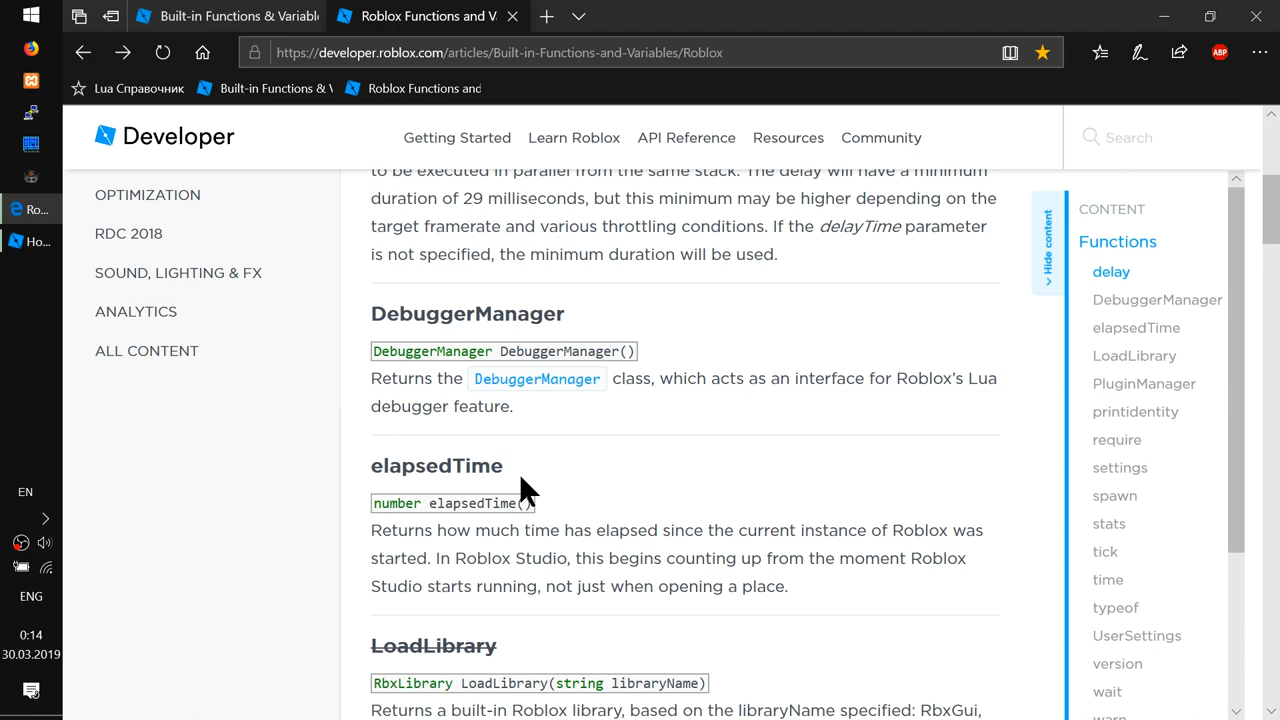 Built-in Functions & Variabl
Roblox Functions and V
https://developer.roblox.com/articles/Built-in-Functions-and-Variables/Roblox
ABP
Lua Справочник
Built-in Functions & V
Roblox Functions and
Developer
Getting Started
Learn Roblox
API Reference
Resources
Community
Search
OPTIMIZATION
RDC 2018
SOUND, LIGHTING & FX
ANALYTICS
ALL CONTENT
to be executed in parallel from the same stack. The delay will have a minimum
duration of 29 milliseconds, but this minimum may be higher depending on the
target framerate and various throttling conditions. If the delayTime parameter
is not specified, the minimum duration will be used.
DebuggerManager
DebuggerManager DebuggerManager()
Returns the DebuggerManager class, which acts as an interface for Roblox's Lua
debugger feature.
elapsedTime
number elapsedTime()
Returns how much time has elapsed since the current instance of Roblox was
started. In Roblox Studio, this begins counting up from the moment Roblox
Studio starts running, not just when opening a place.
LoadLibrary
RbxLibrary LoadLibrary(string libraryName)
Returns a built-in Roblox library, based on the libraryName specified: RbxGui,
Hide content
CONTENT
Functions
delay
DebuggerManager
elapsedTime
LoadLibrary
PluginManager
printidentity
require
settings
spawn
stats
tick
time
typeof
UserSettings
version
wait
warn
Ro...
Ho...
EN
ENG
0:14
30.03.2019